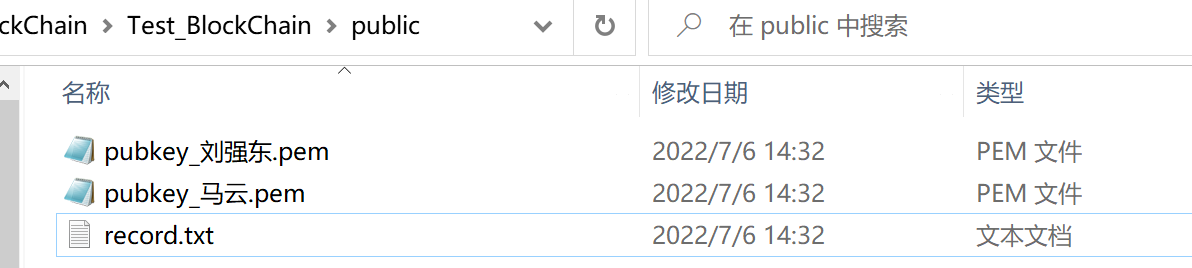 ckChain > Test_BlockChain > public 在 public 中搜索
名称 修改日期 类型
pubkey_刘强东.pem 2022/7/6 14:32 PEM 文件
pubkey_马云.pem 2022/7/6 14:32 PEM 文件
record.txt 2022/7/6 14:32 文本文档